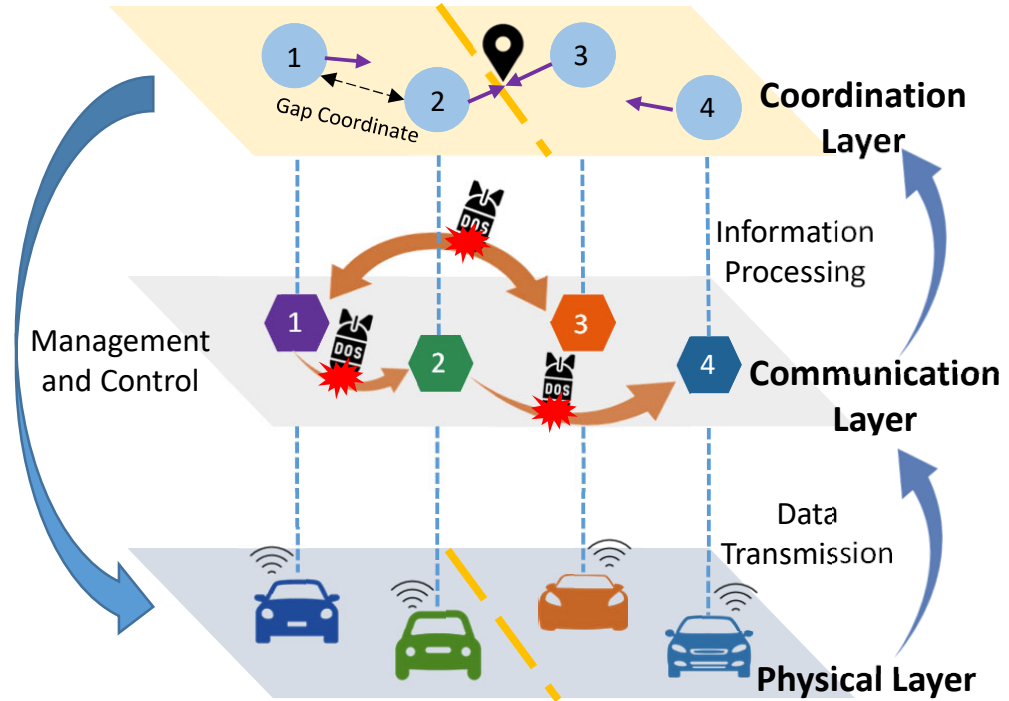 1
3
2
4
Gap Coordinate
Coordination
Layer
DOS
Information
Processing
1
3
DOS
2
4
DOS
Management
and Control
Communication
Layer
Data
Transmission
Physical Layer